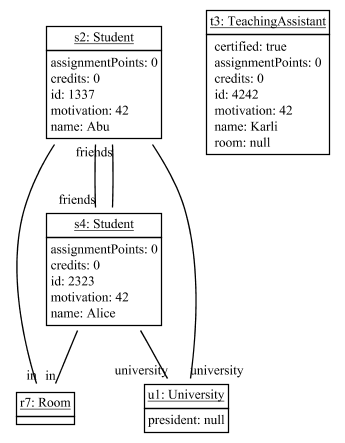 s2: Student
assignmentPoints: 0
credits: 0
id: 1337
motivation: 42
name: Abu
t3: TeachingAssistant
certified: true
assignmentPoints: 0
credits: 0
id: 4242
motivation: 42
name: Karli
room: null
friends
friends
s4: Student
assignmentPoints: 0
credits: 0
id: 2323
motivation: 42
name: Alice
in
in
university
university
r7: Room
u1: University
president: null